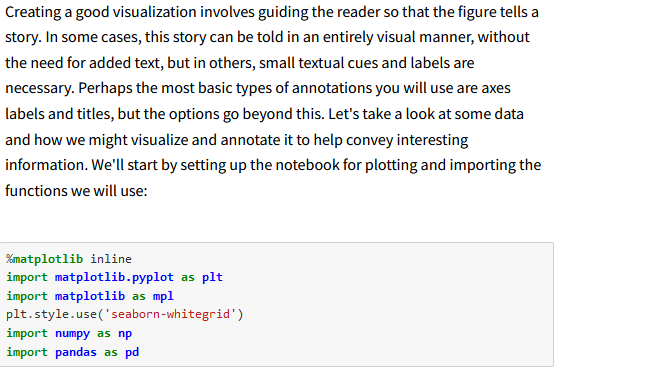 Creating a good visualization involves guiding the reader so that the figure tells a
story. In some cases, this story can be told in an entirely visual manner, without
the need for added text, but in others, small textual cues and labels are
necessary. Perhaps the most basic types of annotations you will use are axes
labels and titles, but the options go beyond this. Let's take a look at some data
and how we might visualize and annotate it to help convey interesting
information. We'll start by setting up the notebook for plotting and importing the
functions we will use:
%matplotlib inline
import matplotlib.pyplot as plt
import matplotlib as mpl
plt.style.use('seaborn-whitegrid')
import numpy as np
import pandas as pd